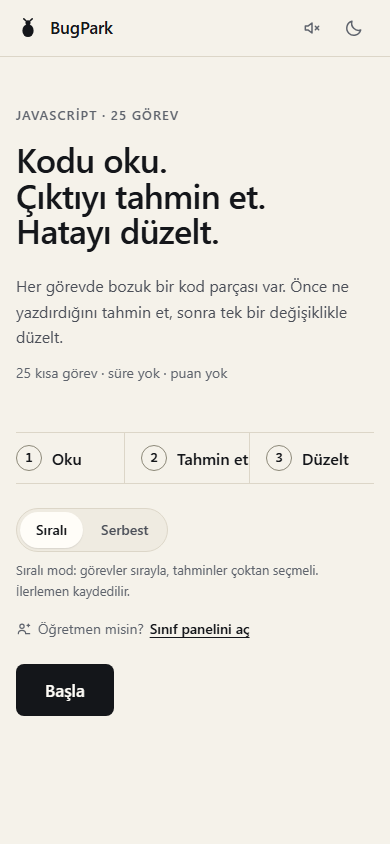 BugPark
JAVASCRİPT · 25 GÖREV
Kodu oku.
Çıktıyı tahmin et.
Hatayı düzelt.
Her görevde bozuk bir kod parçası var. Önce ne
yazdırdığını tahmin et, sonra tek bir değişiklikle
düzelt.
25 kısa görev · süre yok · puan yok
1 Oku 2 Tahmin et 3 Düzelt
Sıralı Serbest
Sıralı mod: görevler sırayla, tahminler çoktan seçmeli.
İlerlemen kaydedilir.
Öğretmen misin? Sınıf panelini aç
Başla